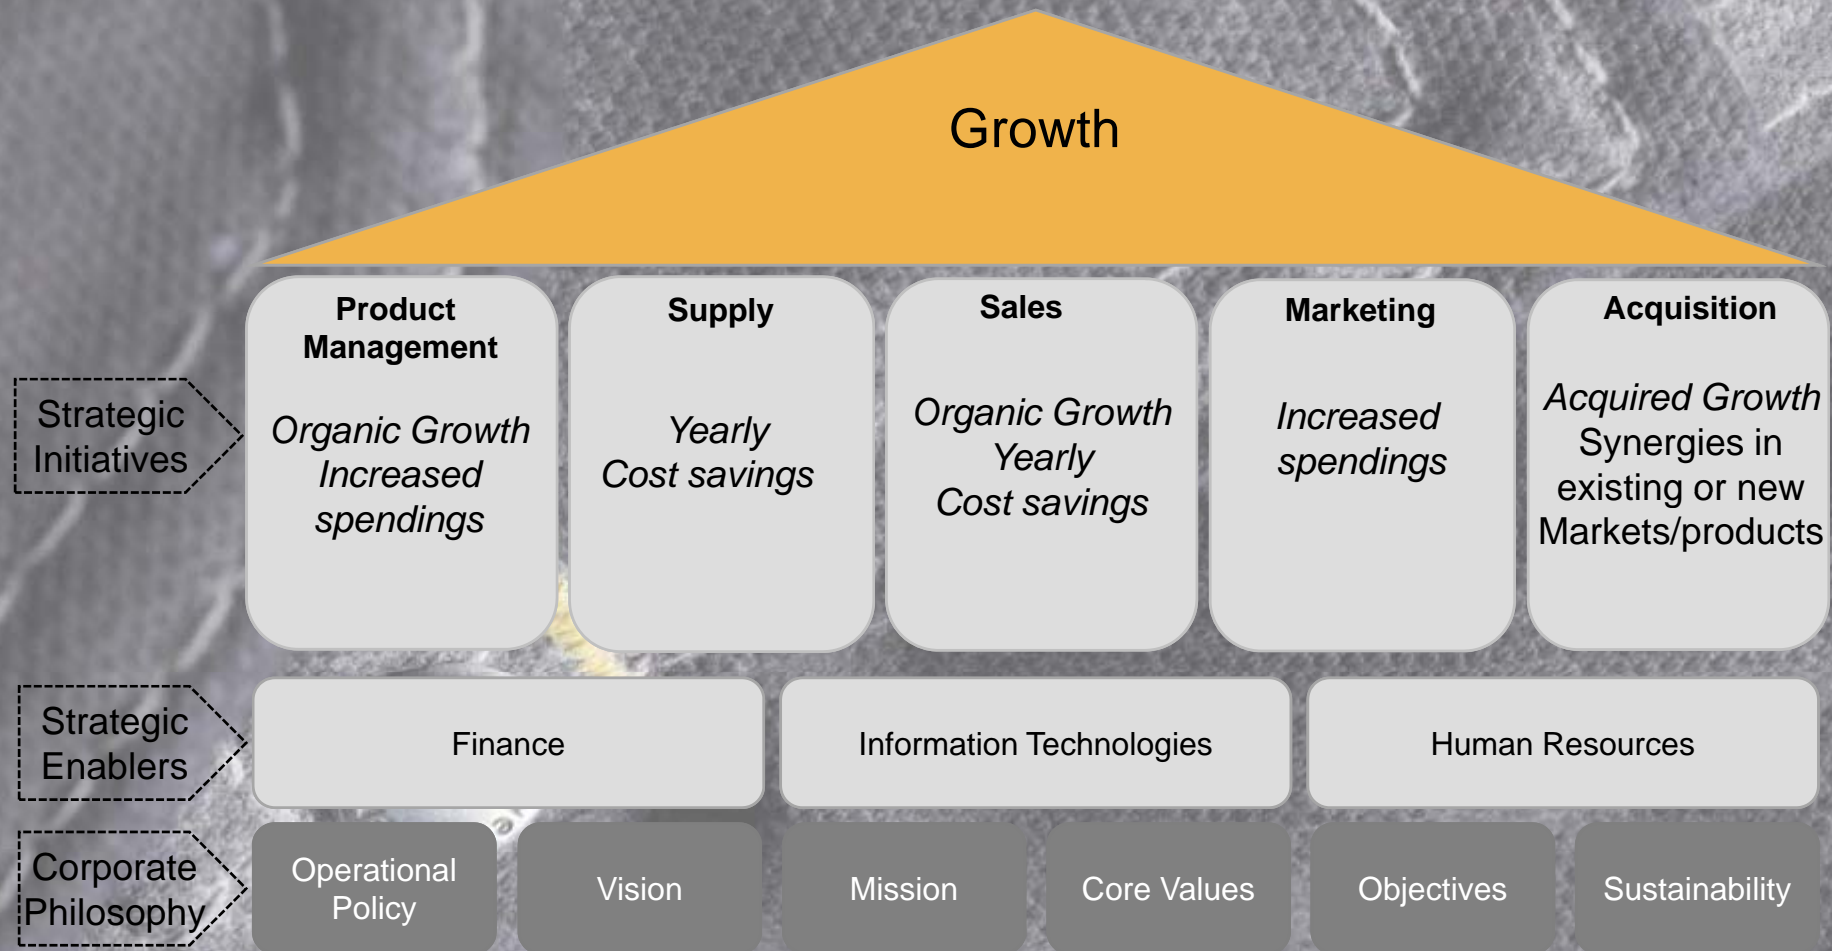 Growth
Product
Management
Organic Growth
Increased
spendings
Supply
Yearly
Cost savings
Sales
Organic Growth
Yearly
Cost savings
Marketing
Increased
spendings
Acquisition
Acquired Growth
Synergies in
existing or new
Markets/products
Strategic
Initiatives
Strategic
Enablers
Finance
Information Technologies
Human Resources
Corporate
Philosophy
Operational
Policy
Vision
Mission
Core Values
Objectives
Sustainability